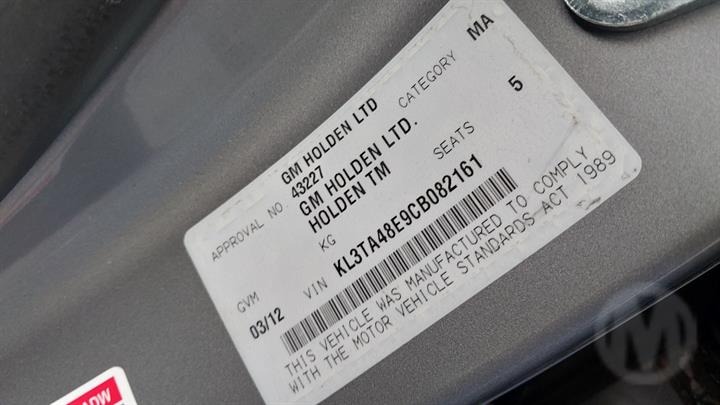 GM HOLDEN LTD
APPROVAL NO. 43227 CATEGORY MA
GM HOLDEN LTD.
HOLDEN TM SEATS 5
GVM KG
03/12 VIN KL3TA48E9CB082161
THIS VEHICLE WAS MANUFACTURED TO COMPLY
WITH THE MOTOR VEHICLE STANDARDS ACT 1989
ADW
M